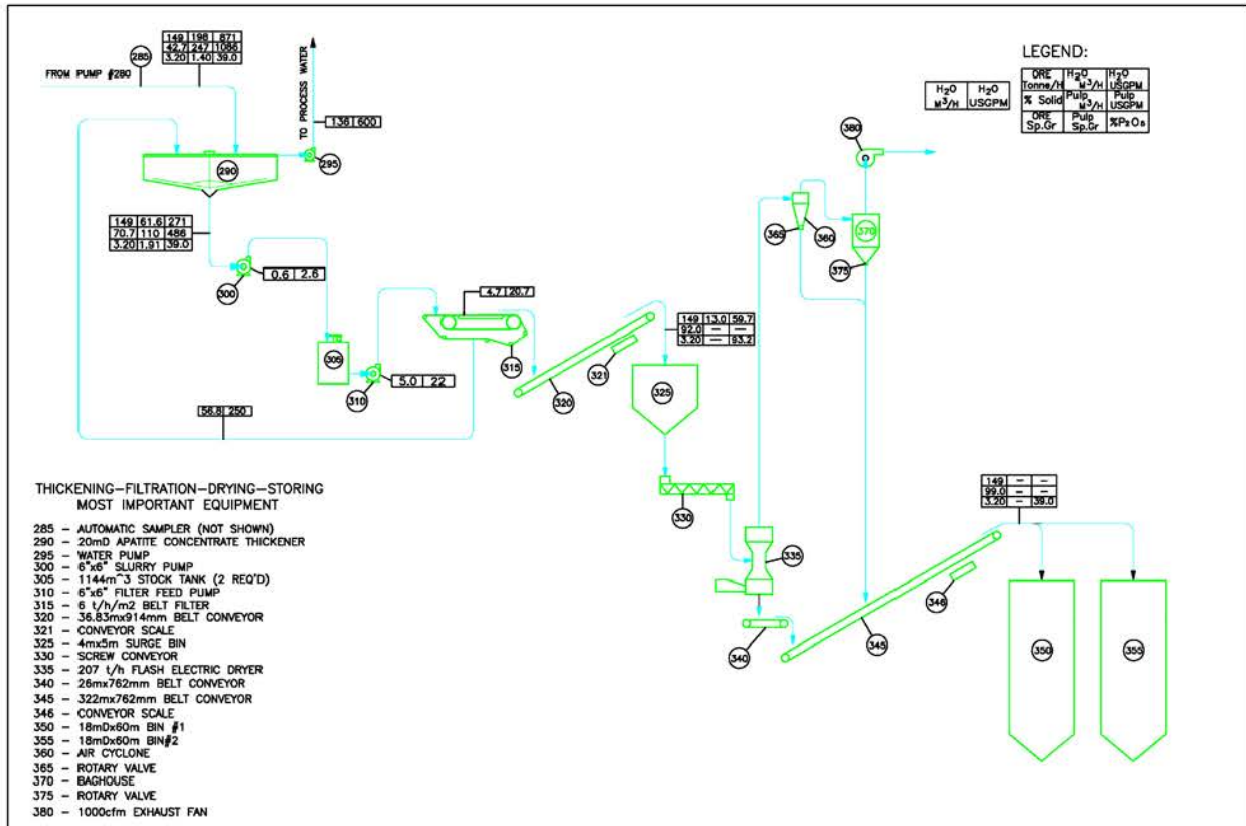 149 198 871
42.7 247 1086
3.20 1.40 39.0
285
FROM PUMP #280
TO PROCESS WATER
136 600
290
295
LEGEND:
H2O M³/H H2O USGPM
ORE Tonne/H H2O M³/H H2O USGPM
% Solid Pulp M³/H Pulp USGPM
ORE Sp.Gr Pulp Sp.Gr %P2O5
380
149 61.6 271
70.7 110 486
3.20 1.91 39.0
365
360
370
375
300
0.6 2.6
4.7 20.7
149 13.0 59.7
92.0 — —
3.20 — 93.2
305
315
321
310
5.0 22
320
325
56.8 250
330
335
340
345
346
149 — —
99.0 — —
3.20 — 39.0
350
355
THICKENING–FILTRATION–DRYING–STORING
MOST IMPORTANT EQUIPMENT
285 – AUTOMATIC SAMPLER (NOT SHOWN)
290 – 20mD APATITE CONCENTRATE THICKENER
295 – WATER PUMP
300 – 6"x6" SLURRY PUMP
305 – 1144m^3 STOCK TANK (2 REQ'D)
310 – 6"x6" FILTER FEED PUMP
315 – 6 t/h/m2 BELT FILTER
320 – 36.83mx914mm BELT CONVEYOR
321 – CONVEYOR SCALE
325 – 4mx5m SURGE BIN
330 – SCREW CONVEYOR
335 – 207 t/h FLASH ELECTRIC DRYER
340 – 26mx762mm BELT CONVEYOR
345 – 322mx762mm BELT CONVEYOR
346 – CONVEYOR SCALE
350 – 18mDx60m BIN #1
355 – 18mDx60m BIN#2
360 – AIR CYCLONE
365 – ROTARY VALVE
370 – BAGHOUSE
375 – ROTARY VALVE
380 – 1000cfm EXHAUST FAN